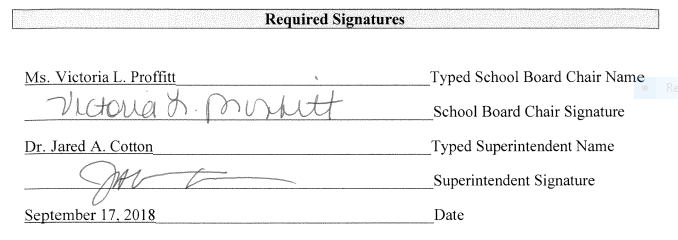 Required Signatures
Ms. Victoria L. Proffitt Typed School Board Chair Name
Victoria L. Proffitt School Board Chair Signature
Dr. Jared A. Cotton Typed Superintendent Name
Superintendent Signature
September 17, 2018 Date